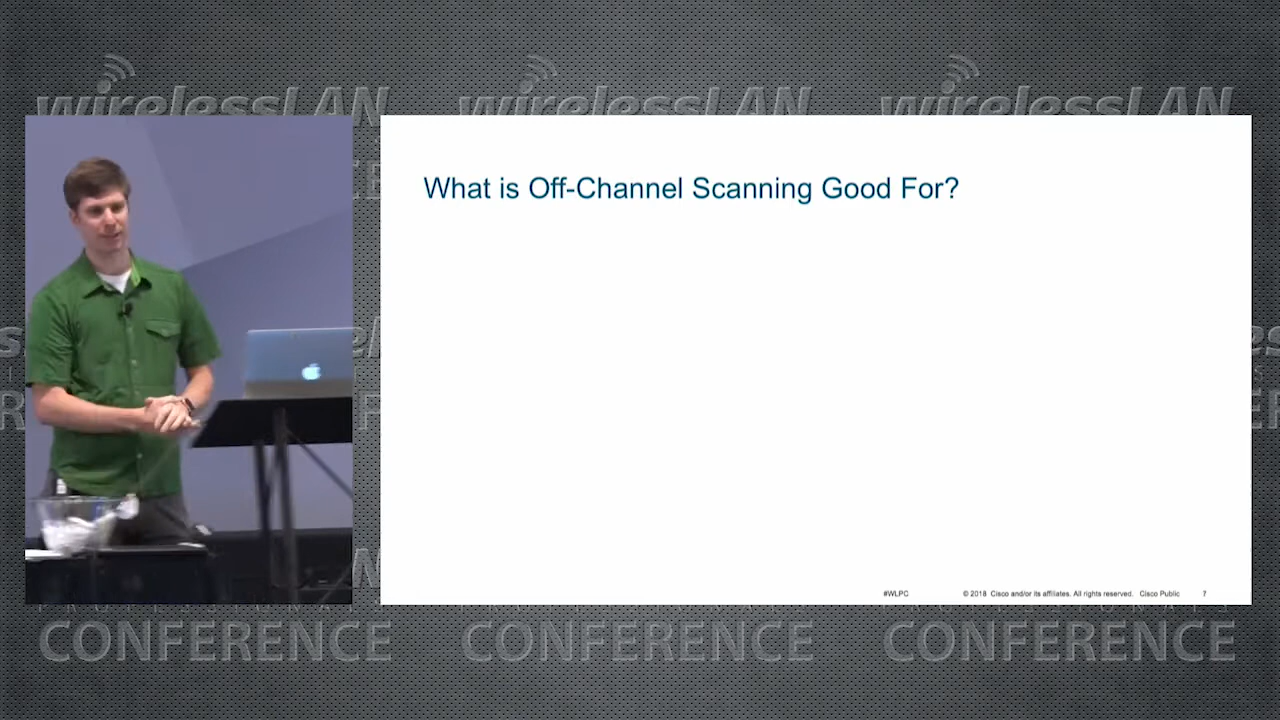 wirelessLAN wirelessLAN wirelessLAN
What is Off-Channel Scanning Good For?
#WLPC © 2018 Cisco and/or its affiliates. All rights reserved. Cisco Public 7
CONFERENCE CONFERENCE CONFERENCE